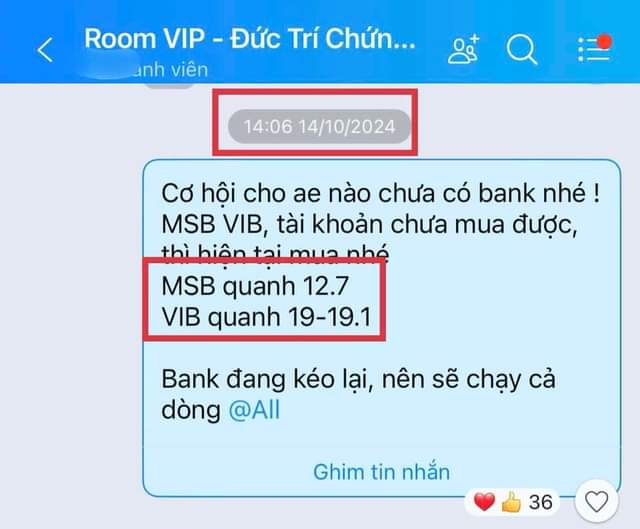 Room VIP - Đức Trí Chứn...
anh viên
14:06 14/10/2024
Cơ hội cho ae nào chưa có bank nhé !
MSB VIB, tài khoản chưa mua được,
thì hiện tại mua nhé
MSB quanh 12.7
VIB quanh 19-19.1
Bank đang kéo lại, nên sẽ chạy cả
dòng @All
Ghim tin nhắn
36